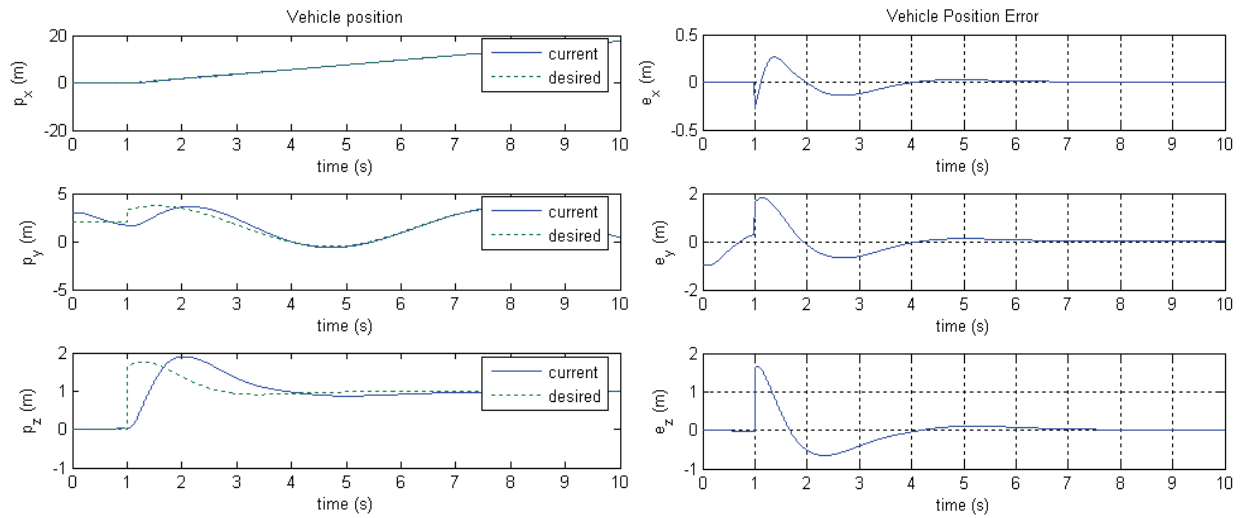 Vehicle position
20
0
-20
p_x (m)
current
desired
0 1 2 3 4 5 6 7 8 9 10
time (s)
5
0
-5
p_y (m)
current
desired
0 1 2 3 4 5 6 7 8 9 10
time (s)
2
1
0
-1
p_z (m)
current
desired
0 1 2 3 4 5 6 7 8 9 10
time (s)
Vehicle Position Error
0.5
0
-0.5
e_x (m)
0 1 2 3 4 5 6 7 8 9 10
time (s)
2
0
-2
e_y (m)
0 1 2 3 4 5 6 7 8 9 10
time (s)
2
1
0
-1
e_z (m)
0 1 2 3 4 5 6 7 8 9 10
time (s)